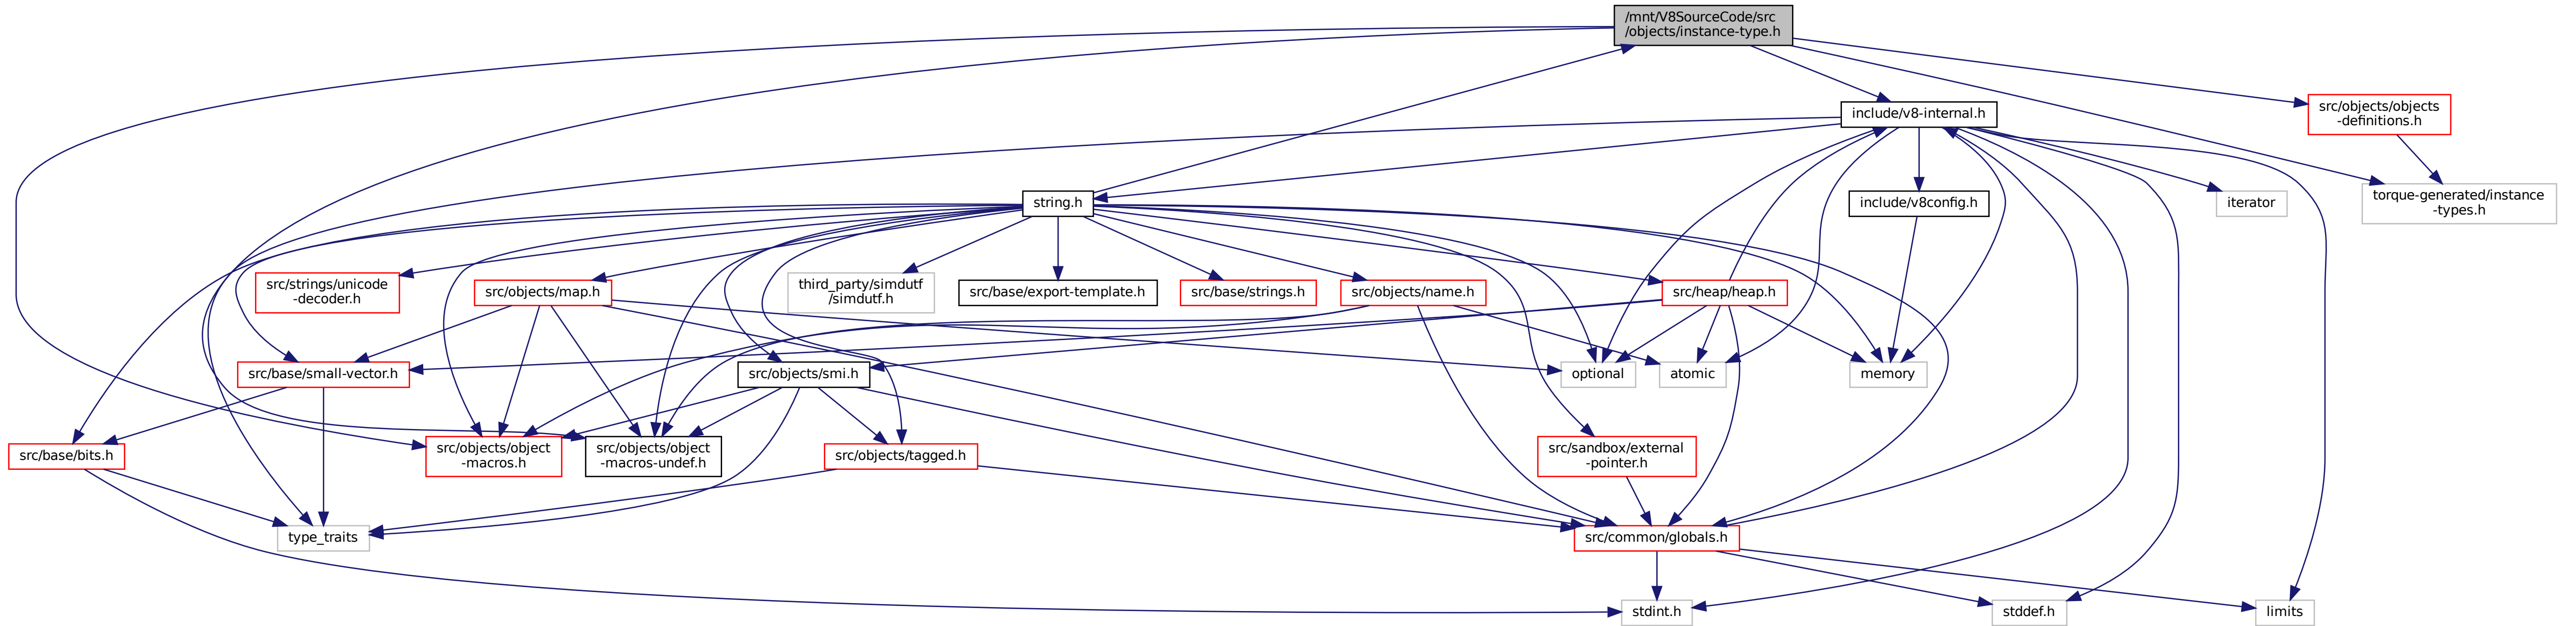 /mnt/V8SourceCode/src
/objects/instance-type.h
src/objects/objects
-definitions.h
include/v8-internal.h
torque-generated/instance
-types.h
string.h
include/v8config.h
iterator
src/strings/unicode
-decoder.h
src/objects/map.h
third_party/simdutf
/simdutf.h
src/base/export-template.h
src/base/strings.h
src/objects/name.h
src/heap/heap.h
src/base/small-vector.h
src/objects/smi.h
optional
atomic
memory
src/base/bits.h
src/objects/object
-macros.h
src/objects/object
-macros-undef.h
src/objects/tagged.h
src/sandbox/external
-pointer.h
type_traits
src/common/globals.h
stdint.h
stddef.h
limits